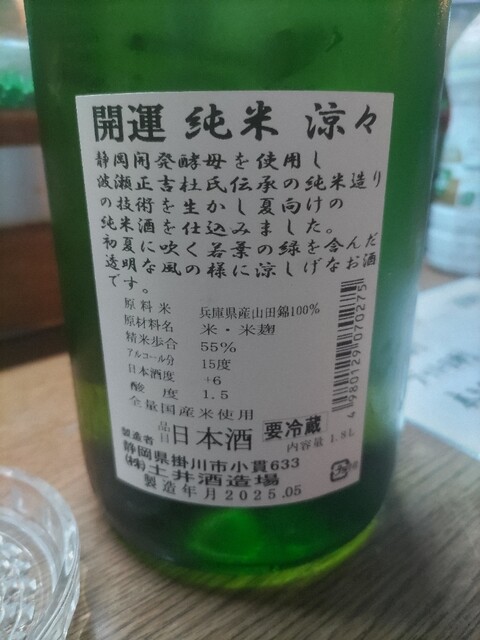 開運 純米 涼々
静岡開発酵母を使用し
波瀬正吉杜氏伝承の純米造り
の技術を生かし夏向けの
純米酒を仕込みました。
初夏に吹く若葉の緑を含んだ
透明な風の様に涼しげなお酒
です。
原料米 兵庫県産山田錦100%
原材料名 米・米麹
精米歩合 55%
アルコール分 15度
日本酒度 +6
酸度 1.5
全量国産米使用
品目 日本酒 要冷蔵
内容量 1.8L
製造者 静岡県掛川市小貫633
(株)土井酒造場
製造年月 2025.05
4980129070275